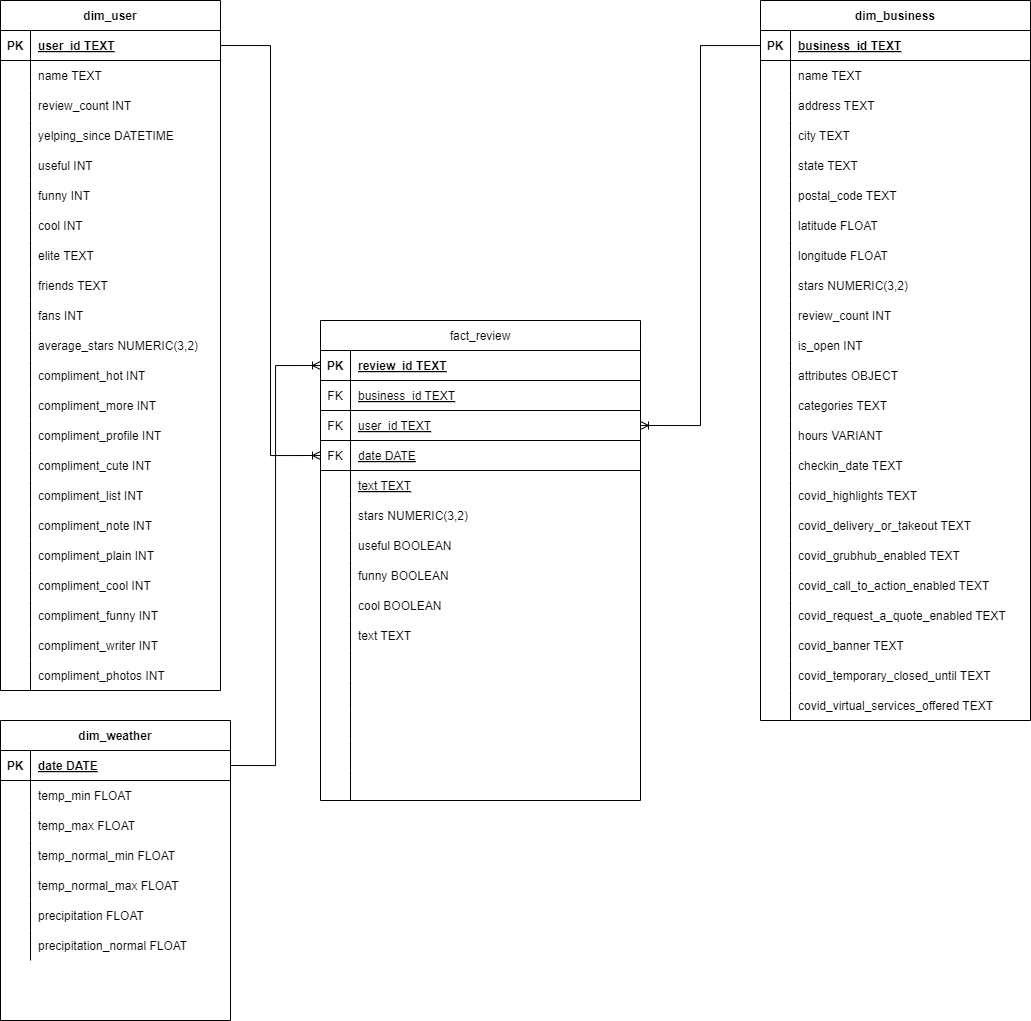 dim_user
PK user_id TEXT
name TEXT
review_count INT
yelping_since DATETIME
useful INT
funny INT
cool INT
elite TEXT
friends TEXT
fans INT
average_stars NUMERIC(3,2)
compliment_hot INT
compliment_more INT
compliment_profile INT
compliment_cute INT
compliment_list INT
compliment_note INT
compliment_plain INT
compliment_cool INT
compliment_funny INT
compliment_writer INT
compliment_photos INT
dim_weather
PK date DATE
temp_min FLOAT
temp_max FLOAT
temp_normal_min FLOAT
temp_normal_max FLOAT
precipitation FLOAT
precipitation_normal FLOAT
fact_review
PK review_id TEXT
FK business_id TEXT
FK user_id TEXT
FK date DATE
text TEXT
stars NUMERIC(3,2)
useful BOOLEAN
funny BOOLEAN
cool BOOLEAN
text TEXT
dim_business
PK business_id TEXT
name TEXT
address TEXT
city TEXT
state TEXT
postal_code TEXT
latitude FLOAT
longitude FLOAT
stars NUMERIC(3,2)
review_count INT
is_open INT
attributes OBJECT
categories TEXT
hours VARIANT
checkin_date TEXT
covid_highlights TEXT
covid_delivery_or_takeout TEXT
covid_grubhub_enabled TEXT
covid_call_to_action_enabled TEXT
covid_request_a_quote_enabled TEXT
covid_banner TEXT
covid_temporary_closed_until TEXT
covid_virtual_services_offered TEXT